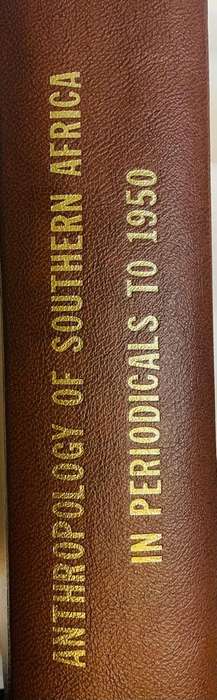 ANTHROPOLOGY OF SOUTHERN AFRICA
IN PERIODICALS TO 1950